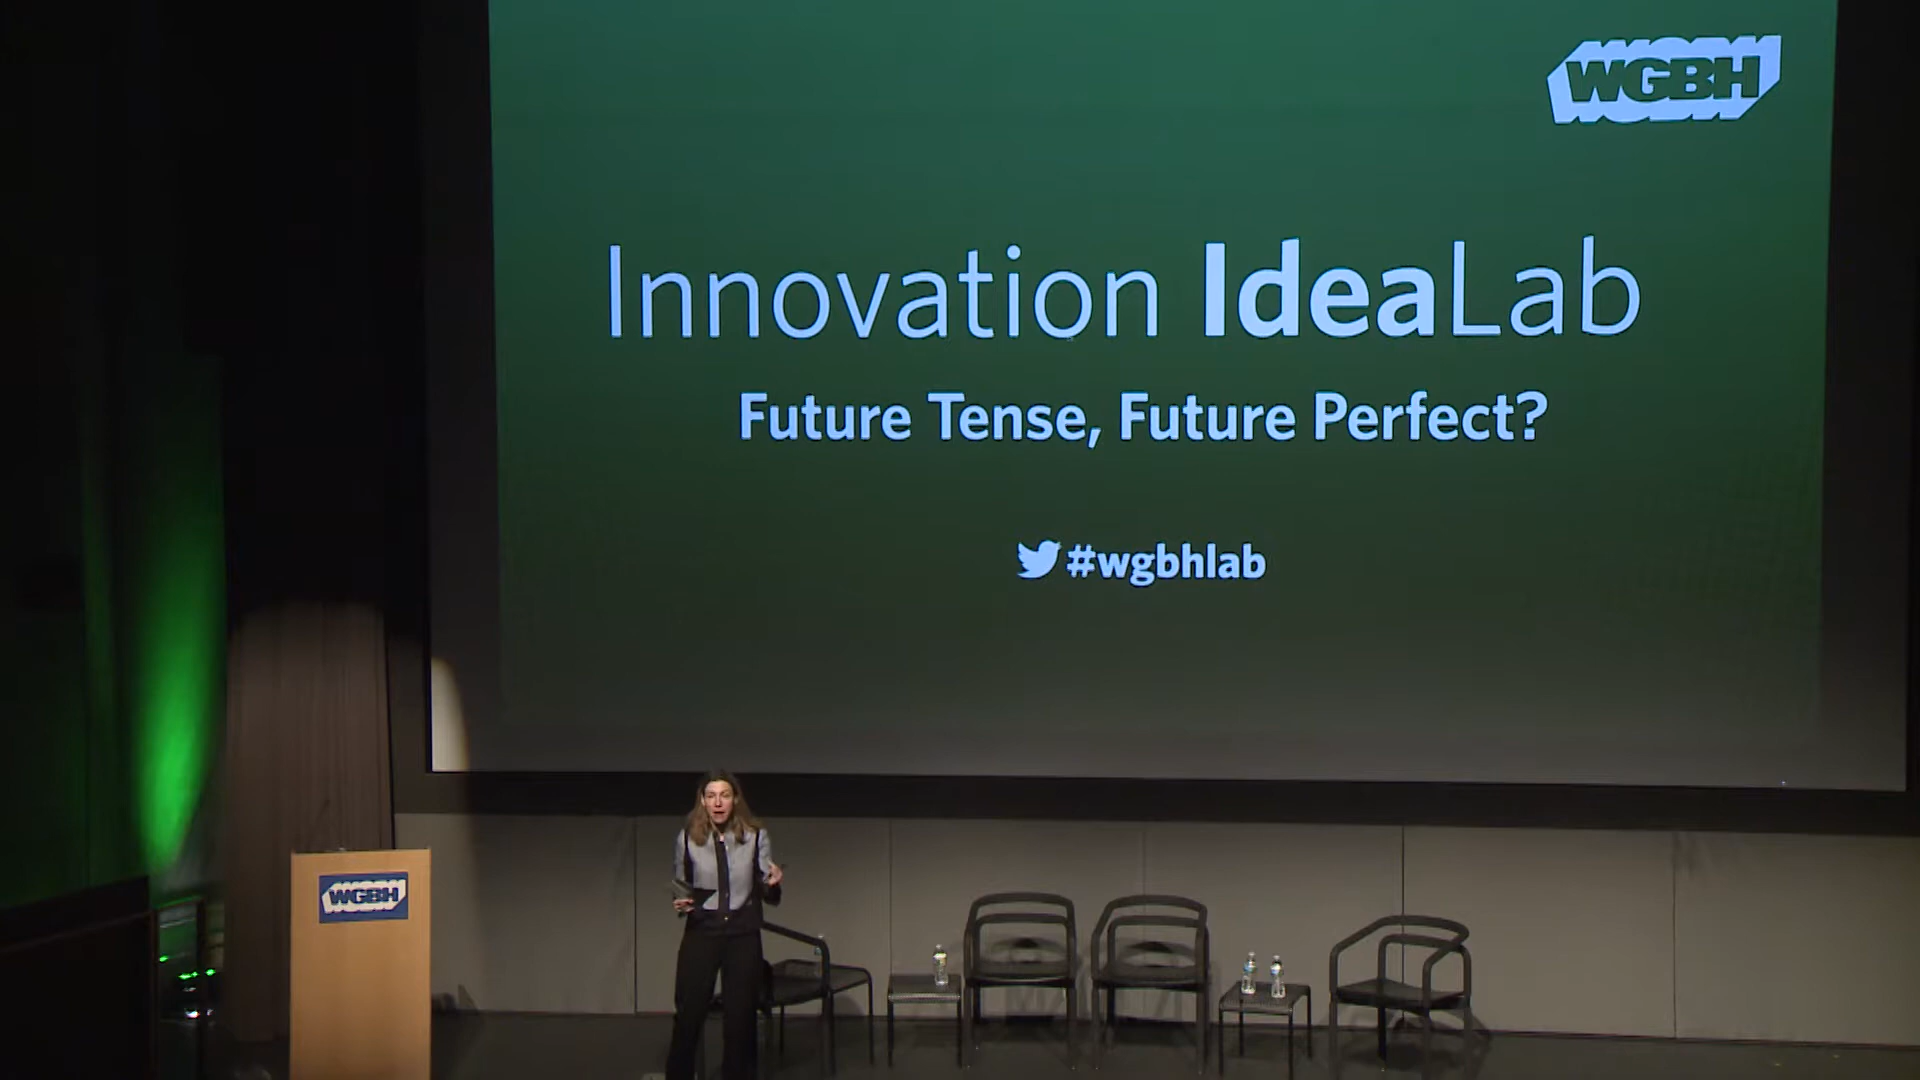 WGBH
Innovation IdeaLab
Future Tense, Future Perfect?
#wgbhlab
WGBH